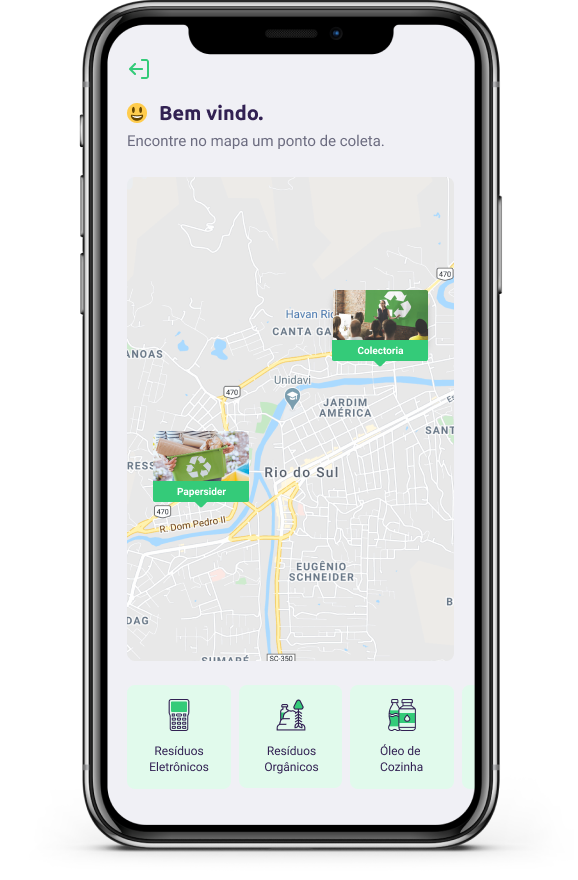 Bem vindo.
Encontre no mapa um ponto de coleta.
470
Havan Rio
Colectoria
CANTA GA
ANOAS
Unidavi
470
JARDIM
AMÉRICA
SANT
RESS
Rio do Sul
Papersider
470
R. Dom Pedro II
EUGÊNIO
SCHNEIDER
B
DAG
SUMARÉ
SC-350
Resíduos
Eletrônicos
Resíduos
Orgânicos
Óleo de
Cozinha